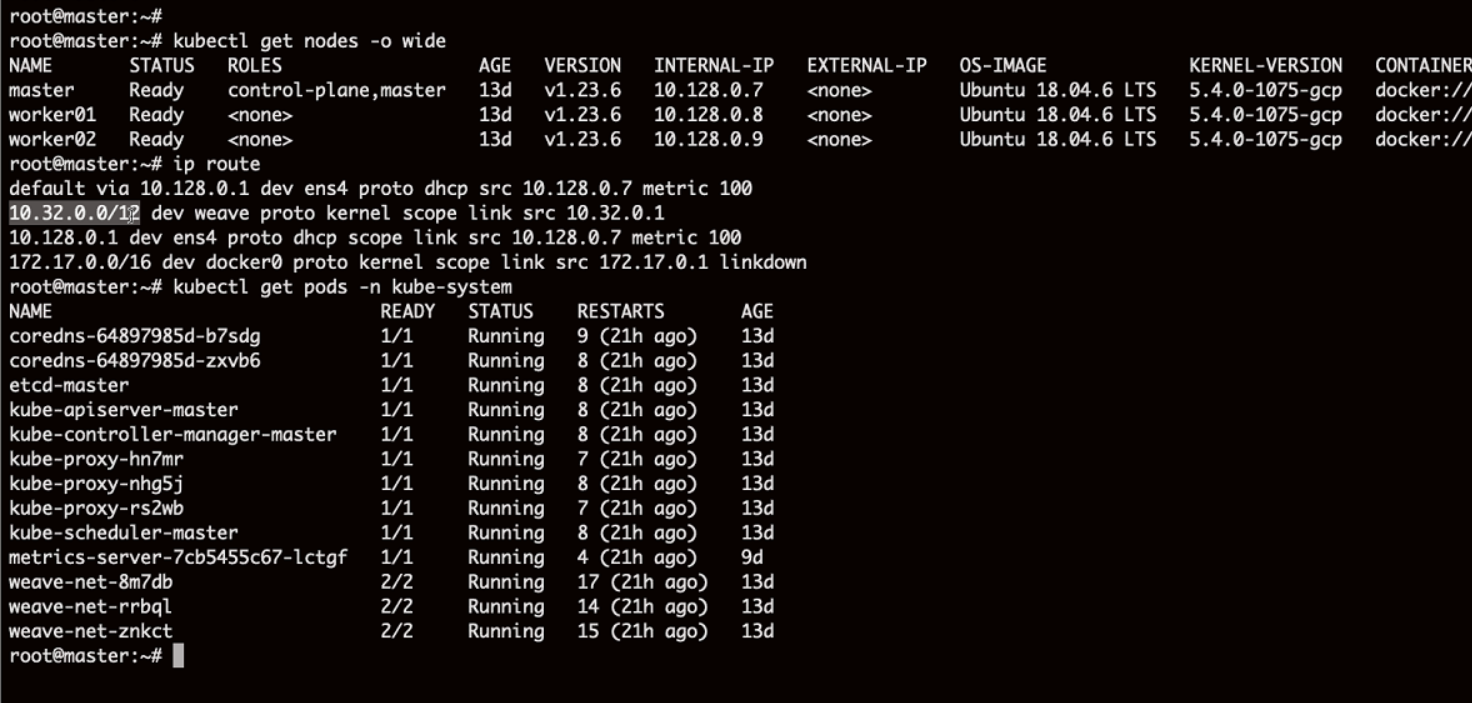 root@master:~#
root@master:~# kubectl get nodes -o wide
NAME STATUS ROLES AGE VERSION INTERNAL-IP EXTERNAL-IP OS-IMAGE KERNEL-VERSION CONTAINER
master Ready control-plane,master 13d v1.23.6 10.128.0.7 <none> Ubuntu 18.04.6 LTS 5.4.0-1075-gcp docker://
worker01 Ready <none> 13d v1.23.6 10.128.0.8 <none> Ubuntu 18.04.6 LTS 5.4.0-1075-gcp docker://
worker02 Ready <none> 13d v1.23.6 10.128.0.9 <none> Ubuntu 18.04.6 LTS 5.4.0-1075-gcp docker://
root@master:~# ip route
default via 10.128.0.1 dev ens4 proto dhcp src 10.128.0.7 metric 100
10.32.0.0/12 dev weave proto kernel scope link src 10.32.0.1
10.128.0.1 dev ens4 proto dhcp scope link src 10.128.0.7 metric 100
172.17.0.0/16 dev docker0 proto kernel scope link src 172.17.0.1 linkdown
root@master:~# kubectl get pods -n kube-system
NAME READY STATUS RESTARTS AGE
coredns-64897985d-b7sdg 1/1 Running 9 (21h ago) 13d
coredns-64897985d-zxvb6 1/1 Running 8 (21h ago) 13d
etcd-master 1/1 Running 8 (21h ago) 13d
kube-apiserver-master 1/1 Running 8 (21h ago) 13d
kube-controller-manager-master 1/1 Running 8 (21h ago) 13d
kube-proxy-hn7mr 1/1 Running 7 (21h ago) 13d
kube-proxy-nhg5j 1/1 Running 8 (21h ago) 13d
kube-proxy-rs2wb 1/1 Running 7 (21h ago) 13d
kube-scheduler-master 1/1 Running 8 (21h ago) 13d
metrics-server-7cb5455c67-lctgf 1/1 Running 4 (21h ago) 9d
weave-net-8m7db 2/2 Running 17 (21h ago) 13d
weave-net-rrbql 2/2 Running 14 (21h ago) 13d
weave-net-znkct 2/2 Running 15 (21h ago) 13d
root@master:~#